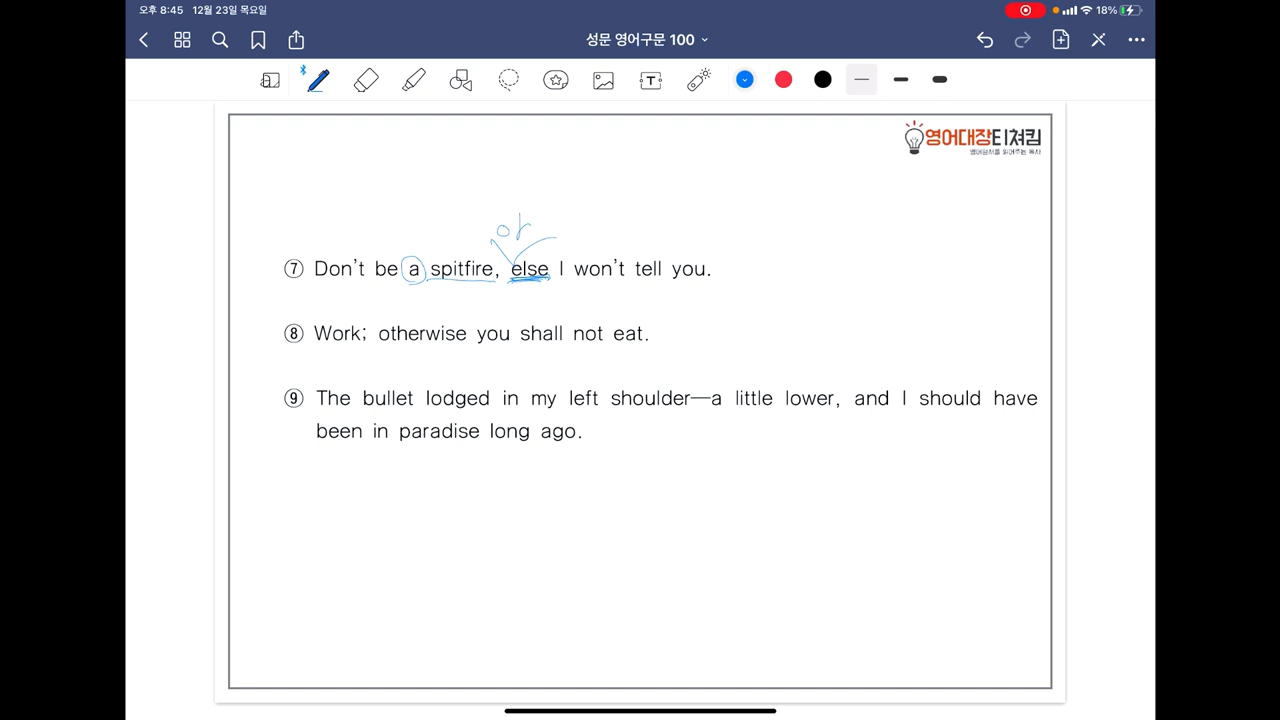 오후 8:45 12월 23일 목요일
18%
성문 영어구문 100
T
영어대장티쳐킴
or
⑦ Don't be a spitfire, else I won't tell you.
⑧ Work; otherwise you shall not eat.
⑨ The bullet lodged in my left shoulder—a little lower, and I should have
been in paradise long ago.